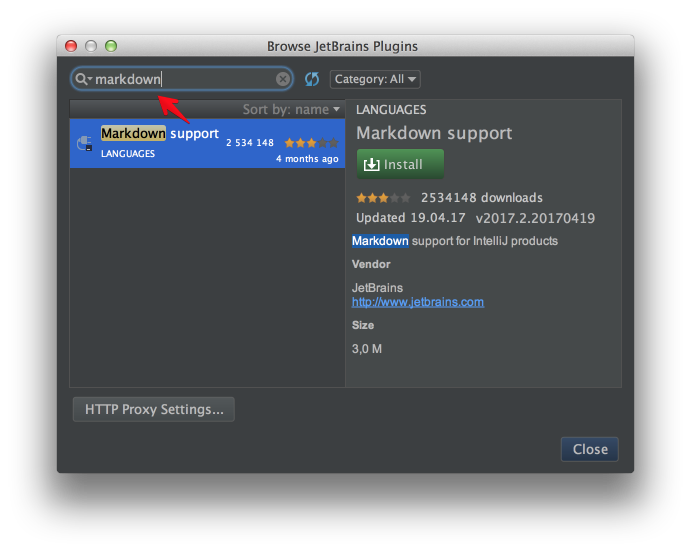 Browse JetBrains Plugins
markdown
Category: All
Sort by: name
Markdown support
2 534 148
LANGUAGES
4 months ago
LANGUAGES
Markdown support
Install
2534148 downloads
Updated 19.04.17 v2017.2.20170419
Markdown support for IntelliJ products
Vendor
JetBrains
http://www.jetbrains.com
Size
3,0 M
HTTP Proxy Settings...
Close